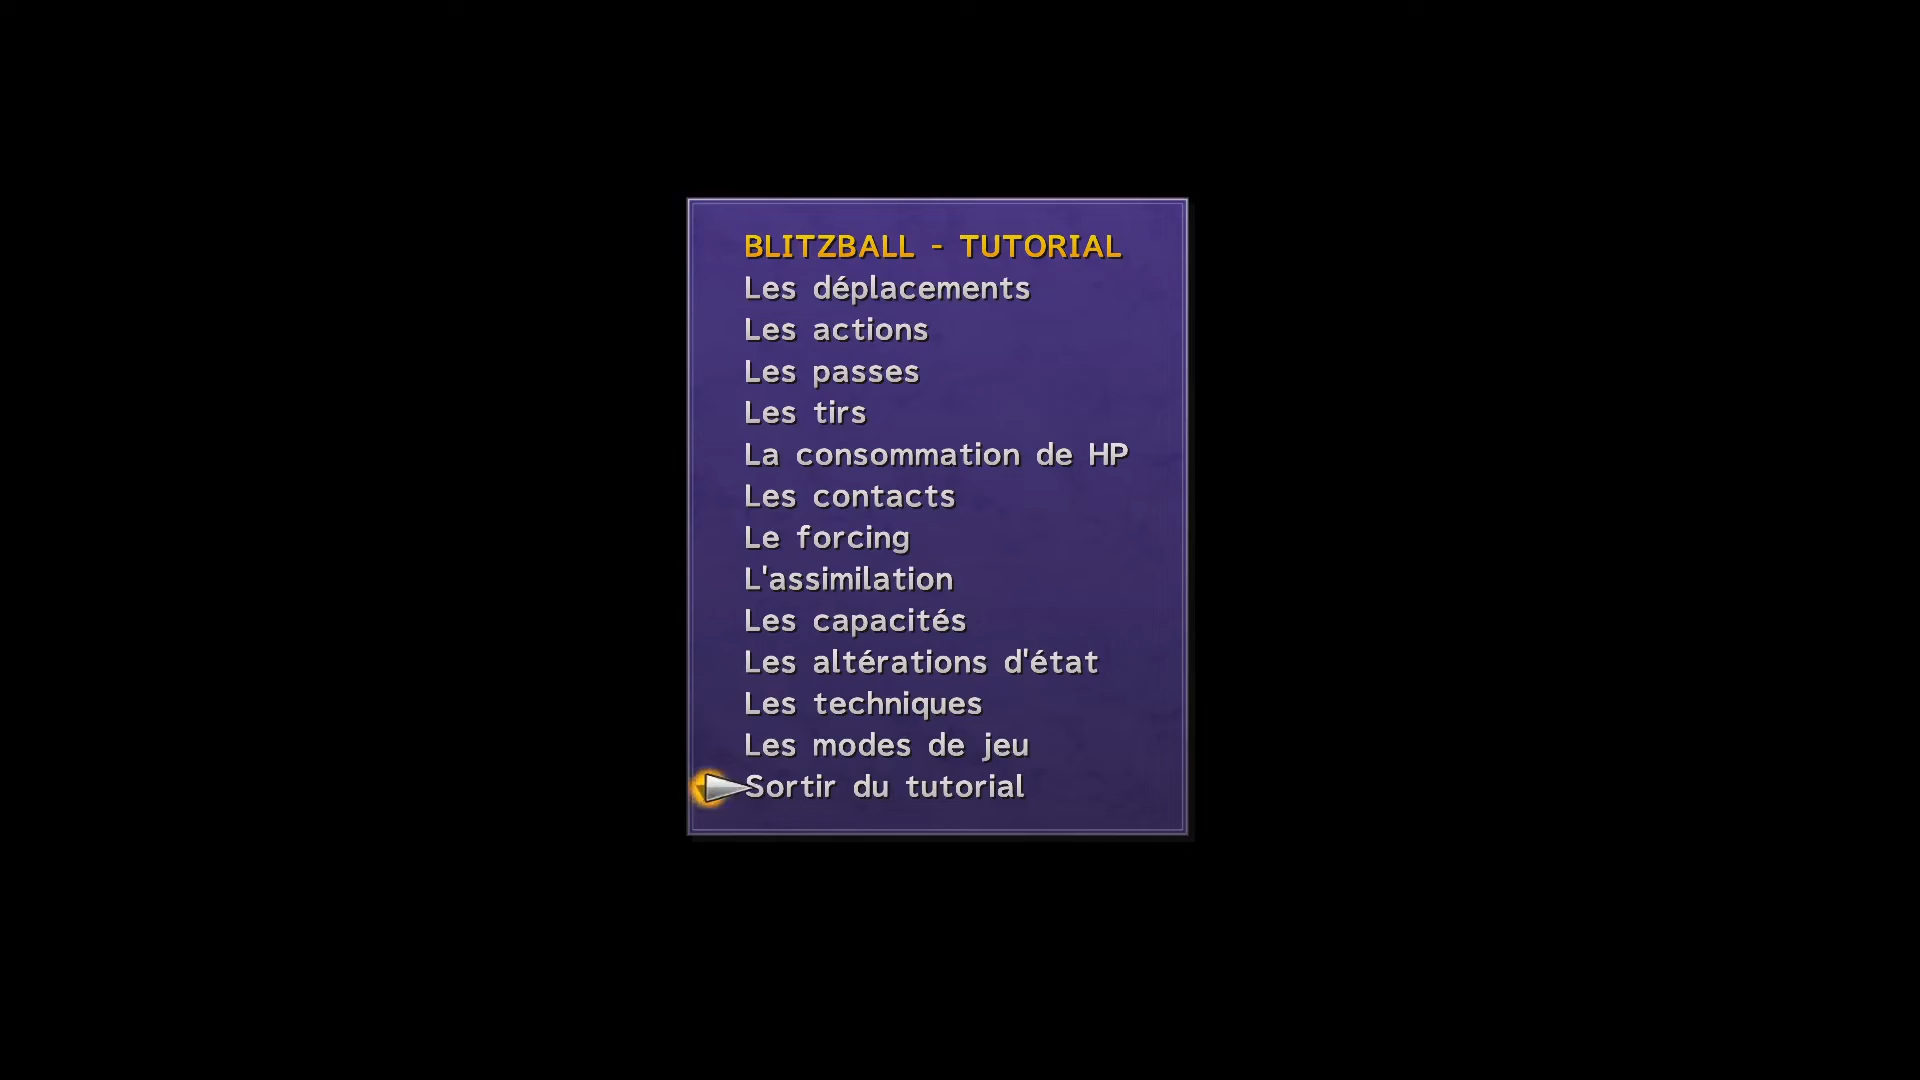 BLITZBALL - TUTORIAL
Les déplacements
Les actions
Les passes
Les tirs
La consommation de HP
Les contacts
Le forcing
L'assimilation
Les capacités
Les altérations d'état
Les techniques
Les modes de jeu
Sortir du tutorial